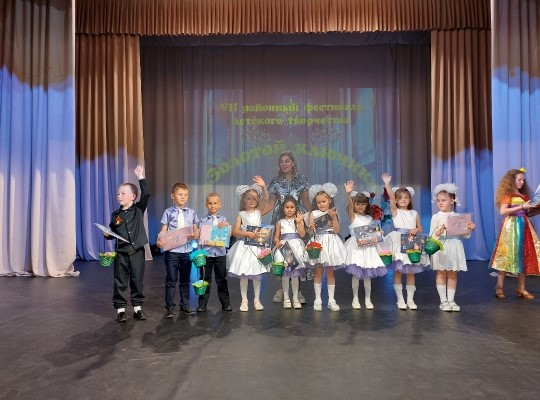 VII районный фестиваль
детского творчества
Золотой ключик